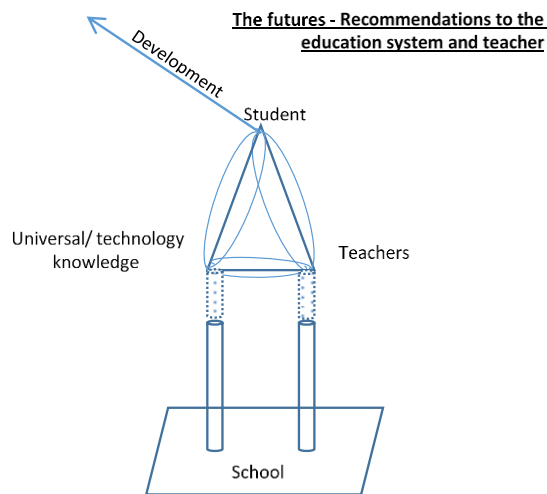 The futures - Recommendations to the
education system and teacher
Development
Student
Universal/ technology
knowledge
Teachers
School